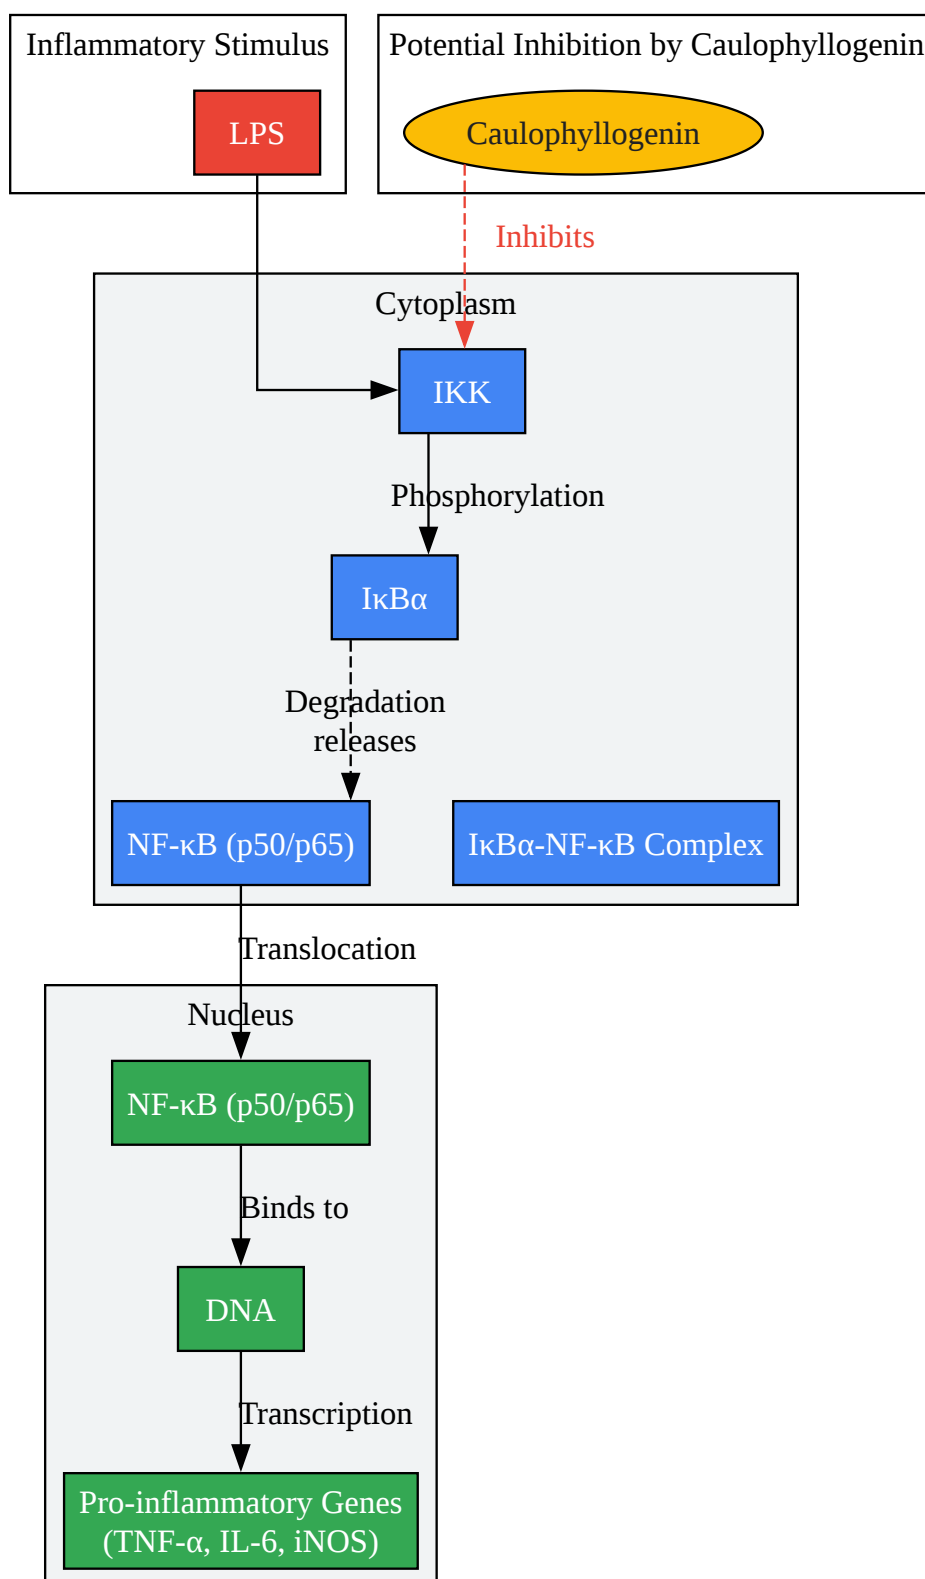 Inflammatory Stimulus
LPS
Potential Inhibition by Caulophyllogenin
Caulophyllogenin
Inhibits
Cytoplasm
IKK
Phosphorylation
IκBα
Degradation
releases
NF-κB (p50/p65)
IκBα-NF-κB Complex
Translocation
Nucleus
NF-κB (p50/p65)
Binds to
DNA
Transcription
Pro-inflammatory Genes
(TNF-α, IL-6, iNOS)